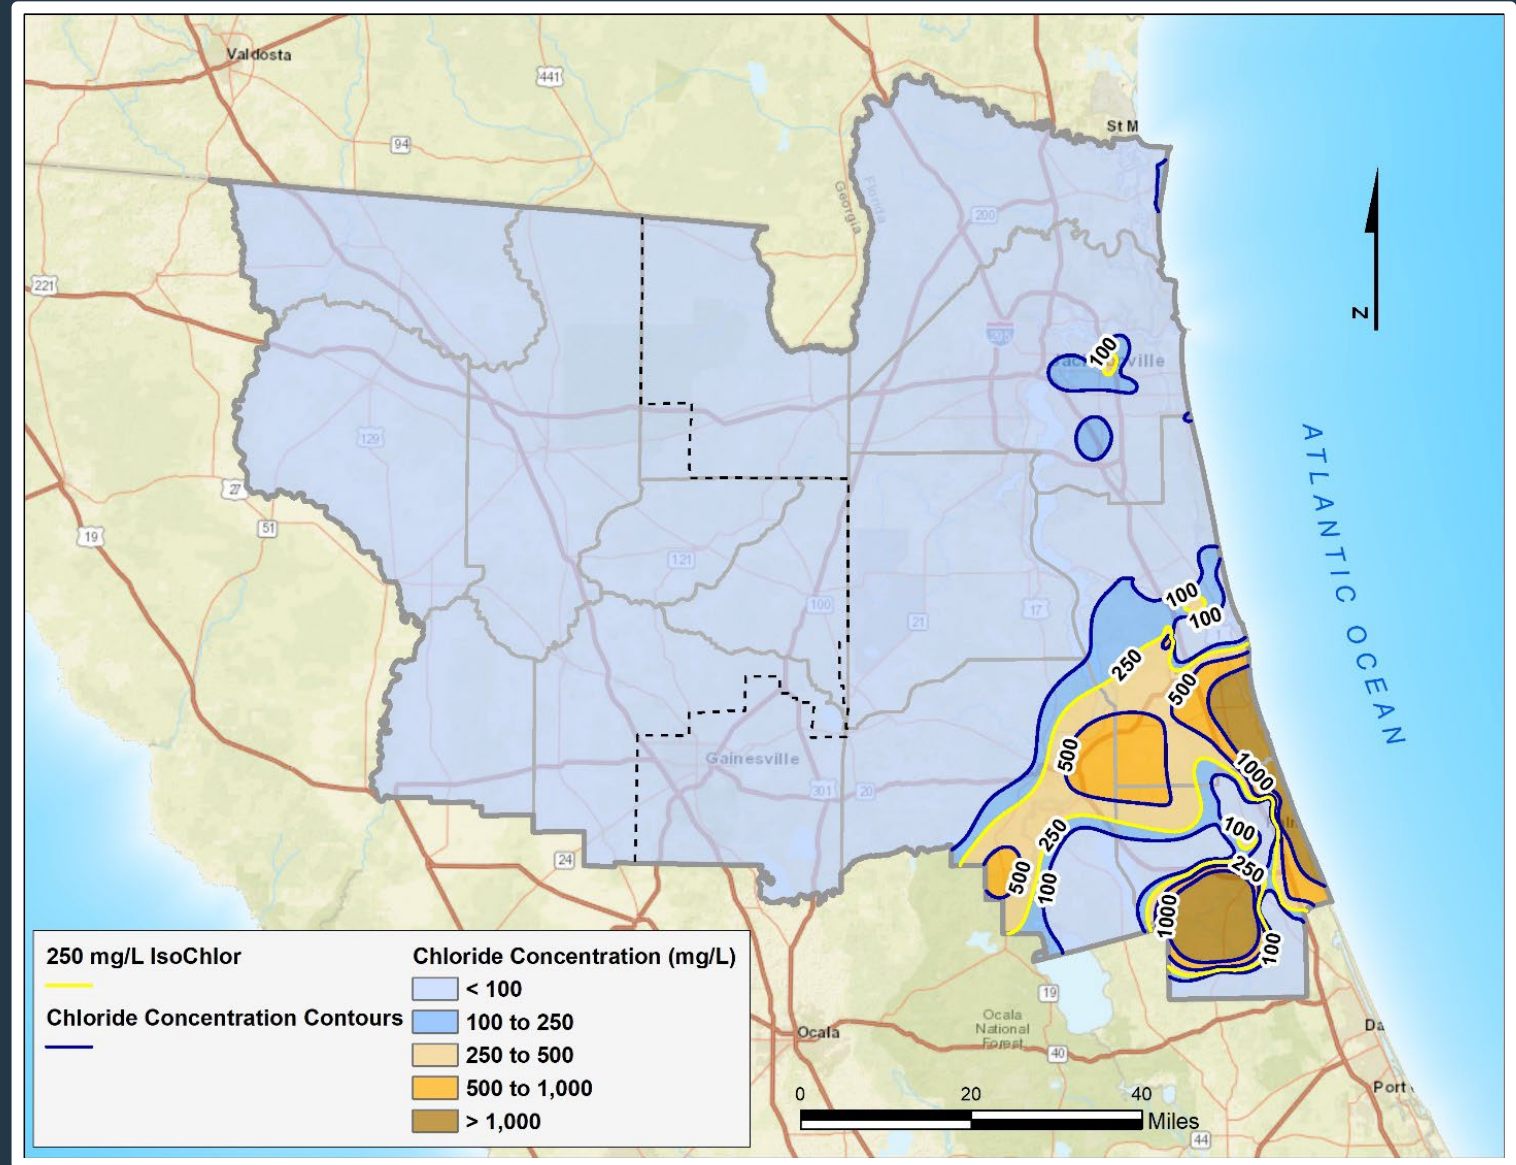 Valdosta
441
94
St M
Georgia
Florida
200
221
295
100
Jacksonville
129
27
51
19
121
100
21
17
100
100
250
500
500
1000
Gainesville
301
20
100
250
250
500
100
1000
100
24
ATLANTIC OCEAN
Z
250 mg/L IsoChlor
Chloride Concentration Contours
Chloride Concentration (mg/L)
< 100
100 to 250
250 to 500
500 to 1,000
> 1,000
19
Ocala
National
Forest
Ocala
40
Da
Port
0 20 40
Miles
44